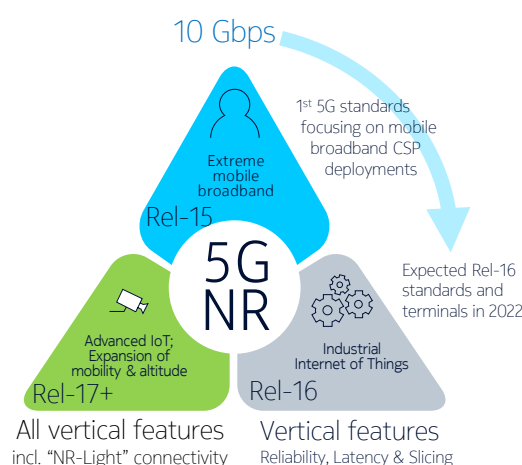 10 Gbps
1st 5G standards
focusing on mobile
broadband CSP
deployments
Extreme
mobile
broadband
Rel-15
5G
NR
Expected Rel-16
standards and
terminals in 2022
Advanced IoT;
Expansion of
mobility & altitude
Rel-17+
Industrial
Internet of Things
Rel-16
All vertical features
incl. “NR-Light” connectivity
Vertical features
Reliability, Latency & Slicing